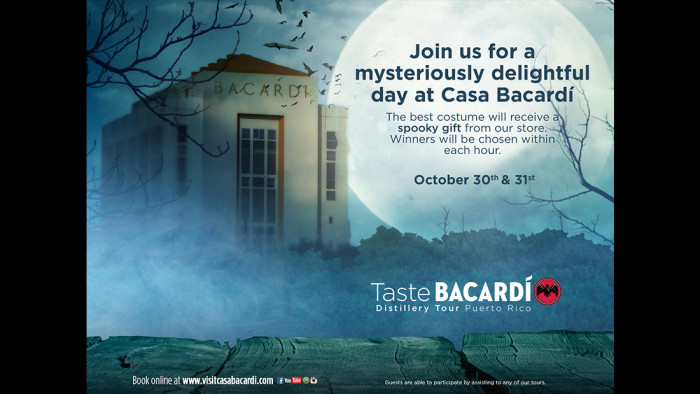 BACARDÍ
Join us for a
mysteriously delightful
day at Casa Bacardí
The best costume will receive a
spooky gift from our store.
Winners will be chosen within
each hour.
October 30th & 31st
Taste BACARDÍ
Distillery Tour Puerto Rico
Book online at www.visitcasabacardi.com
You Tube
Guests are able to participate by assisting to any of our tours.